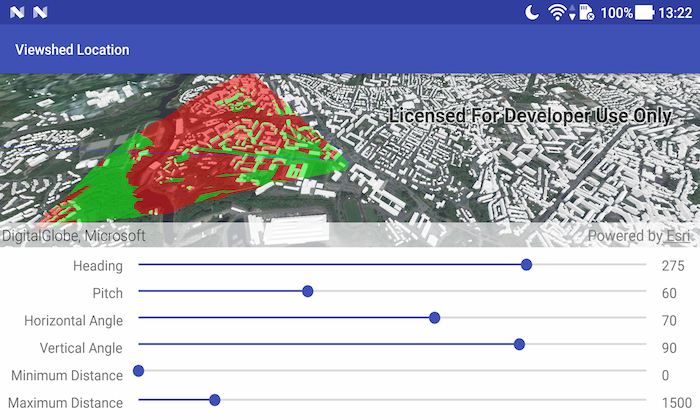 100% 13:22
Viewshed Location
Licensed For Developer Use Only
DigitalGlobe, Microsoft Powered by Esri
Heading 275
Pitch 60
Horizontal Angle 70
Vertical Angle 90
Minimum Distance 0
Maximum Distance 1500